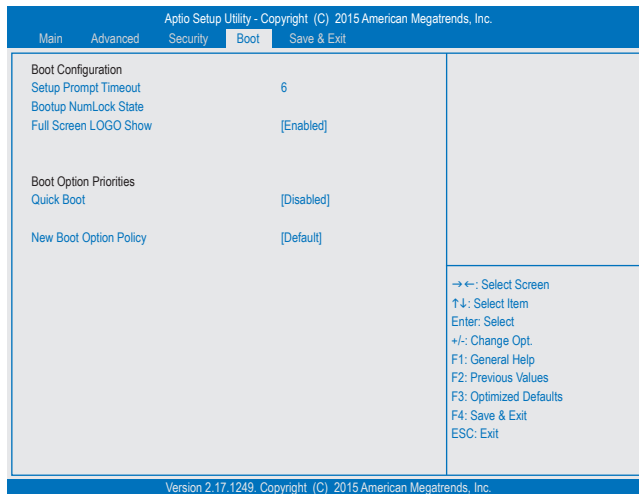 Aptio Setup Utility - Copyright (C) 2015 American Megatrends, Inc.
Main Advanced Security Boot Save & Exit
Boot Configuration
Setup Prompt Timeout 6
Bootup NumLock State
Full Screen LOGO Show [Enabled]
Boot Option Priorities
Quick Boot [Disabled]
New Boot Option Policy [Default]
→←: Select Screen
↑↓: Select Item
Enter: Select
+/-: Change Opt.
F1: General Help
F2: Previous Values
F3: Optimized Defaults
F4: Save & Exit
ESC: Exit
Version 2.17.1249. Copyright (C) 2015 American Megatrends, Inc.